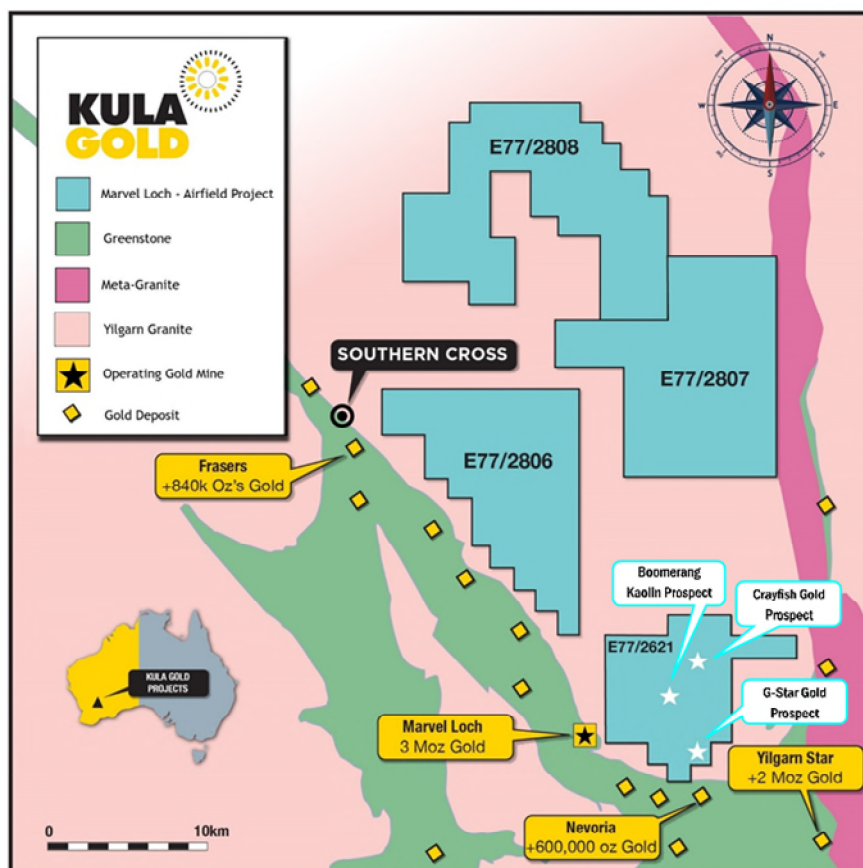 KULA
GOLD
Marvel Loch - Airfield Project
Greenstone
Meta-Granite
Yilgarn Granite
Operating Gold Mine
Gold Deposit
N
E
S
W
E77/2808
E77/2807
SOUTHERN CROSS
E77/2806
Frasers
+840k Oz's Gold
Boomerang
Kaolin Prospect
Crayfish Gold
Prospect
E77/2621
KULA GOLD
PROJECTS
G-Star Gold
Prospect
Marvel Loch
3 Moz Gold
Yilgarn Star
+2 Moz Gold
Nevoria
+600,000 oz Gold
0 10km